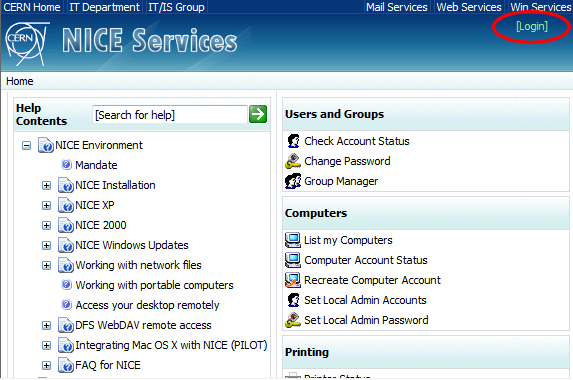 CERN Home | IT Department | IT/IS Group
Mail Services | Web Services | Win Services
CERN
NICE Services
[Login]
Home
Help Contents
[Search for help]
NICE Environment
Mandate
NICE Installation
NICE XP
NICE 2000
NICE Windows Updates
Working with network files
Working with portable computers
Access your desktop remotely
DFS WebDAV remote access
Integrating Mac OS X with NICE (PILOT)
FAQ for NICE
Users and Groups
Check Account Status
Change Password
Group Manager
Computers
List my Computers
Computer Account Status
Recreate Computer Account
Set Local Admin Accounts
Set Local Admin Password
Printing
Printer Status